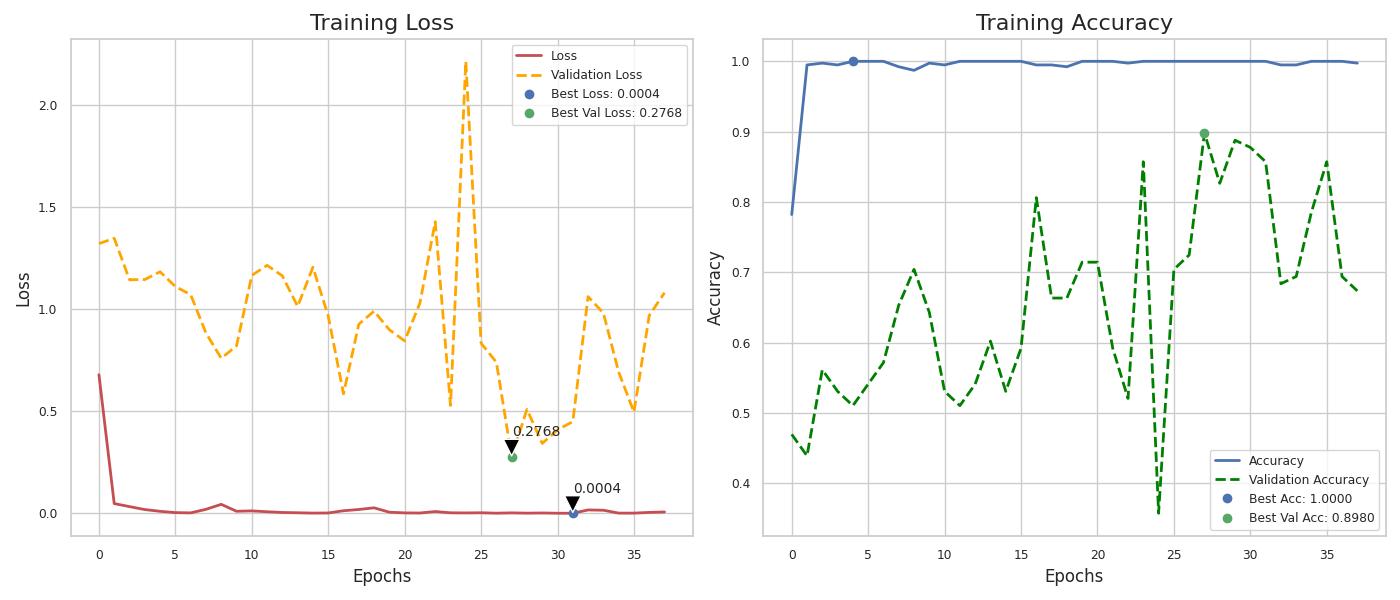 Training Loss
Loss
Validation Loss
Best Loss: 0.0004
Best Val Loss: 0.2768
2.0
1.5
1.0
0.5
0.0
Loss
0.2768
0.0004
0 5 10 15 20 25 30 35
Epochs
Training Accuracy
1.0
0.9
0.8
0.7
0.6
0.5
0.4
Accuracy
Accuracy
Validation Accuracy
Best Acc: 1.0000
Best Val Acc: 0.8980
0 5 10 15 20 25 30 35
Epochs